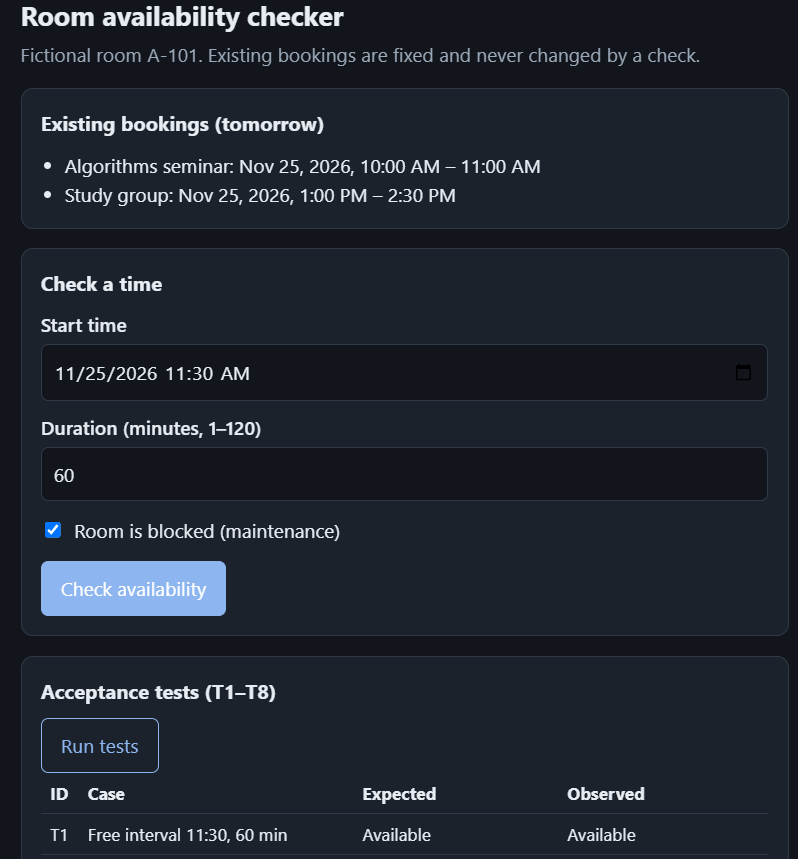 Room availability checker
Fictional room A-101. Existing bookings are fixed and never changed by a check.
Existing bookings (tomorrow)
• Algorithms seminar: Nov 25, 2026, 10:00 AM – 11:00 AM
• Study group: Nov 25, 2026, 1:00 PM – 2:30 PM
Check a time
Start time
11/25/2026 11:30 AM
Duration (minutes, 1–120)
60
Room is blocked (maintenance)
Check availability
Acceptance tests (T1–T8)
Run tests
ID Case Expected Observed
T1 Free interval 11:30, 60 min Available Available